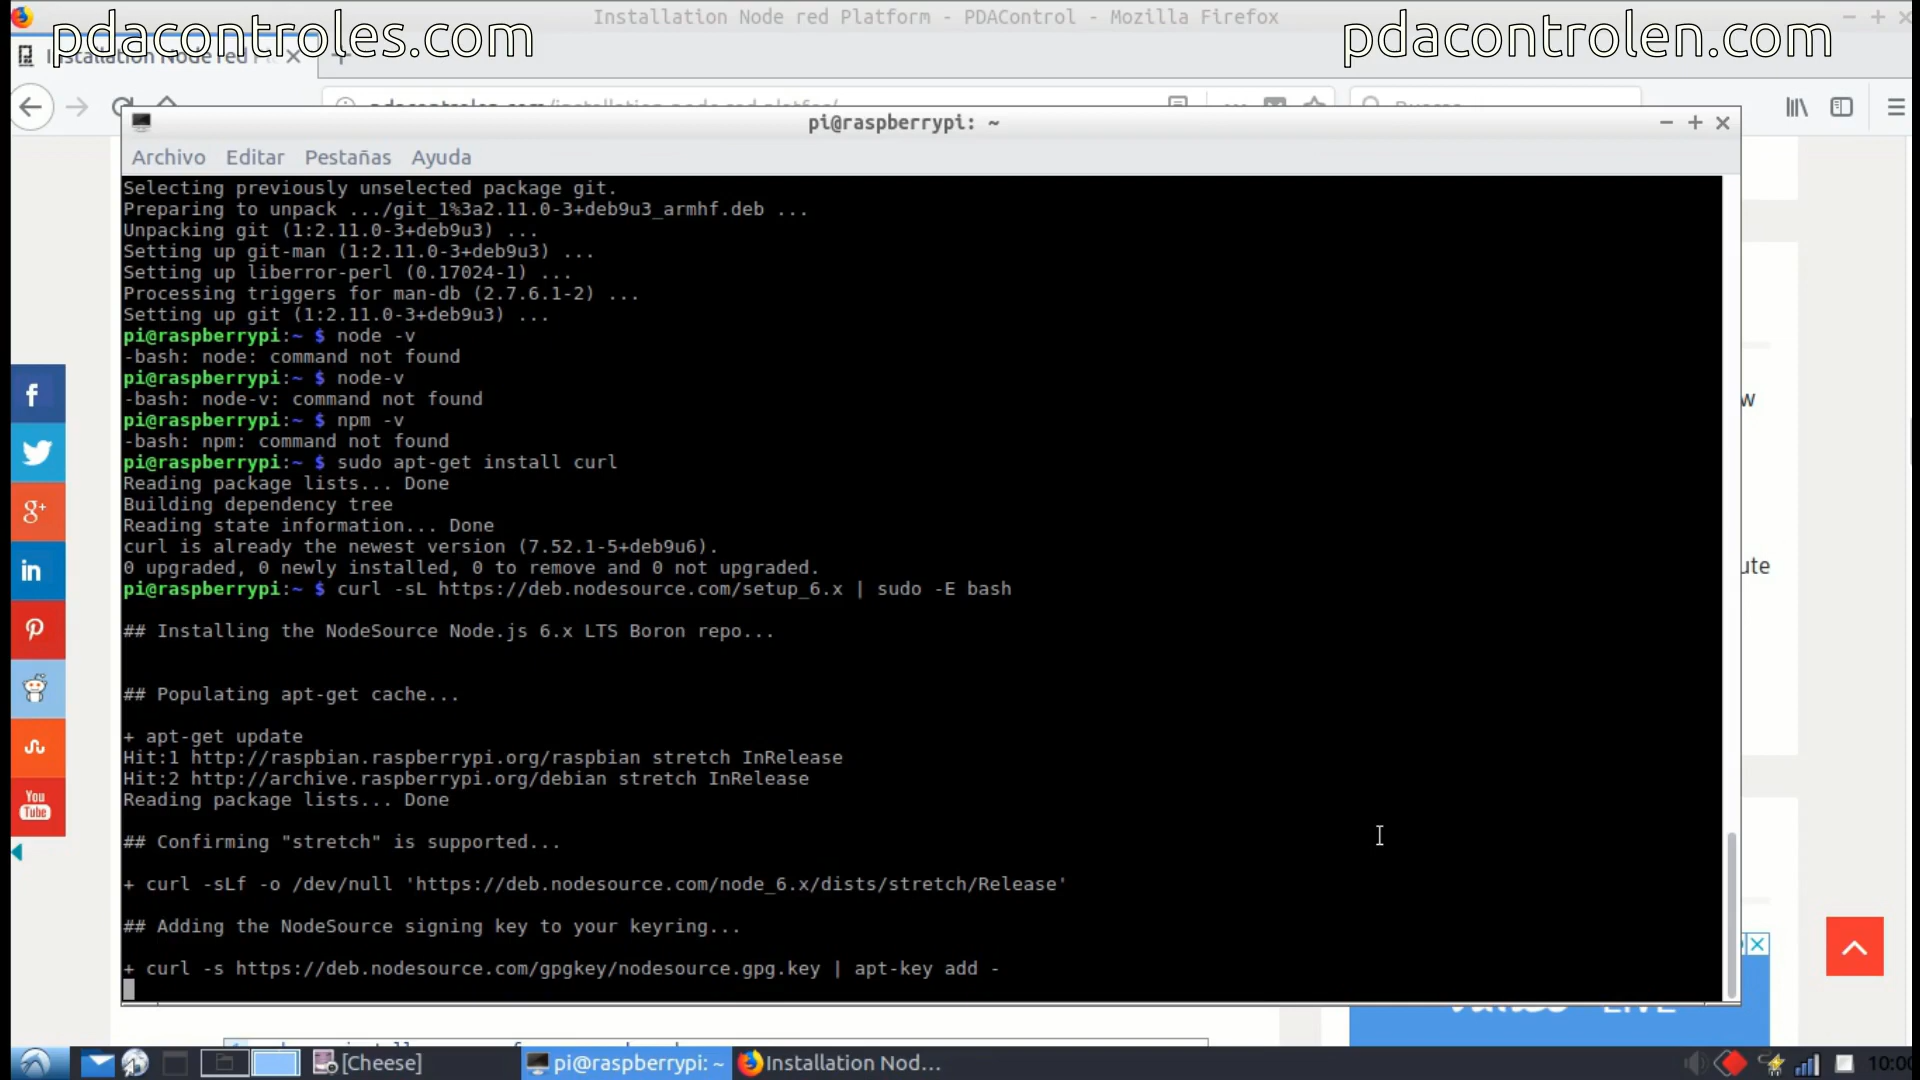 Installation Node red Platform - PDAControl - Mozilla Firefox
pdacontroles.com
pdacontrolen.com
Installation Node red
pi@raspberrypi: ~
Archivo Editar Pestañas Ayuda
Selecting previously unselected package git.
Preparing to unpack .../git_1%3a2.11.0-3+deb9u3_armhf.deb ...
Unpacking git (1:2.11.0-3+deb9u3) ...
Setting up git-man (1:2.11.0-3+deb9u3) ...
Setting up liberror-perl (0.17024-1) ...
Processing triggers for man-db (2.7.6.1-2) ...
Setting up git (1:2.11.0-3+deb9u3) ...
pi@raspberrypi:~ $ node -v
-bash: node: command not found
pi@raspberrypi:~ $ node-v
-bash: node-v: command not found
pi@raspberrypi:~ $ npm -v
-bash: npm: command not found
pi@raspberrypi:~ $ sudo apt-get install curl
Reading package lists... Done
Building dependency tree
Reading state information... Done
curl is already the newest version (7.52.1-5+deb9u6).
0 upgraded, 0 newly installed, 0 to remove and 0 not upgraded.
pi@raspberrypi:~ $ curl -sL https://deb.nodesource.com/setup_6.x | sudo -E bash
## Installing the NodeSource Node.js 6.x LTS Boron repo...
## Populating apt-get cache...
+ apt-get update
Hit:1 http://raspbian.raspberrypi.org/raspbian stretch InRelease
Hit:2 http://archive.raspberrypi.org/debian stretch InRelease
Reading package lists... Done
## Confirming "stretch" is supported...
+ curl -sLf -o /dev/null 'https://deb.nodesource.com/node_6.x/dists/stretch/Release'
## Adding the NodeSource signing key to your keyring...
+ curl -s https://deb.nodesource.com/gpgkey/nodesource.gpg.key | apt-key add -
w
ute
f
g+
in
You
Tube
[Cheese]
pi@raspberrypi: ~
Installation Nod...